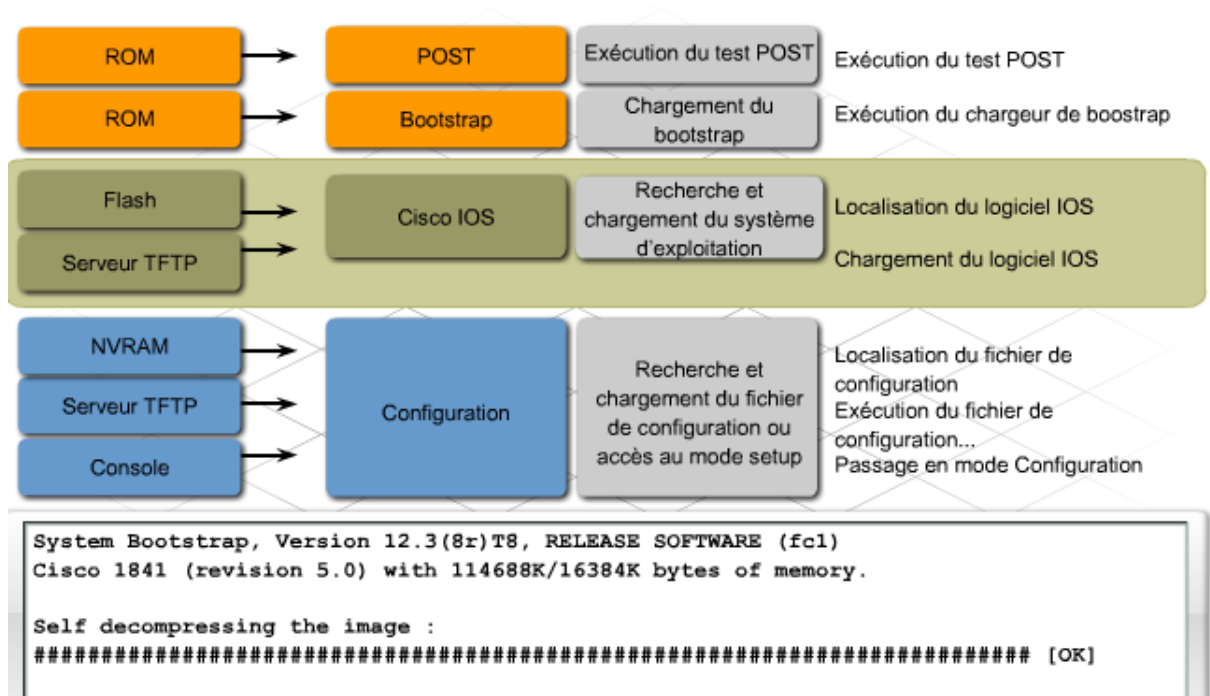 ROM
POST
Exécution du test POST
Exécution du test POST
ROM
Bootstrap
Chargement du
bootstrap
Exécution du chargeur de boostrap
Flash
Serveur TFTP
Cisco IOS
Recherche et
chargement du système
d'exploitation
Localisation du logiciel IOS
Chargement du logiciel IOS
NVRAM
Serveur TFTP
Console
Configuration
Recherche et
chargement du fichier
de configuration ou
accès au mode setup
Localisation du fichier de
configuration
Exécution du fichier de
configuration...
Passage en mode Configuration
System Bootstrap, Version 12.3(8r)T8, RELEASE SOFTWARE (fc1)
Cisco 1841 (revision 5.0) with 114688K/16384K bytes of memory.
Self decompressing the image :
########################################################################## [OK]